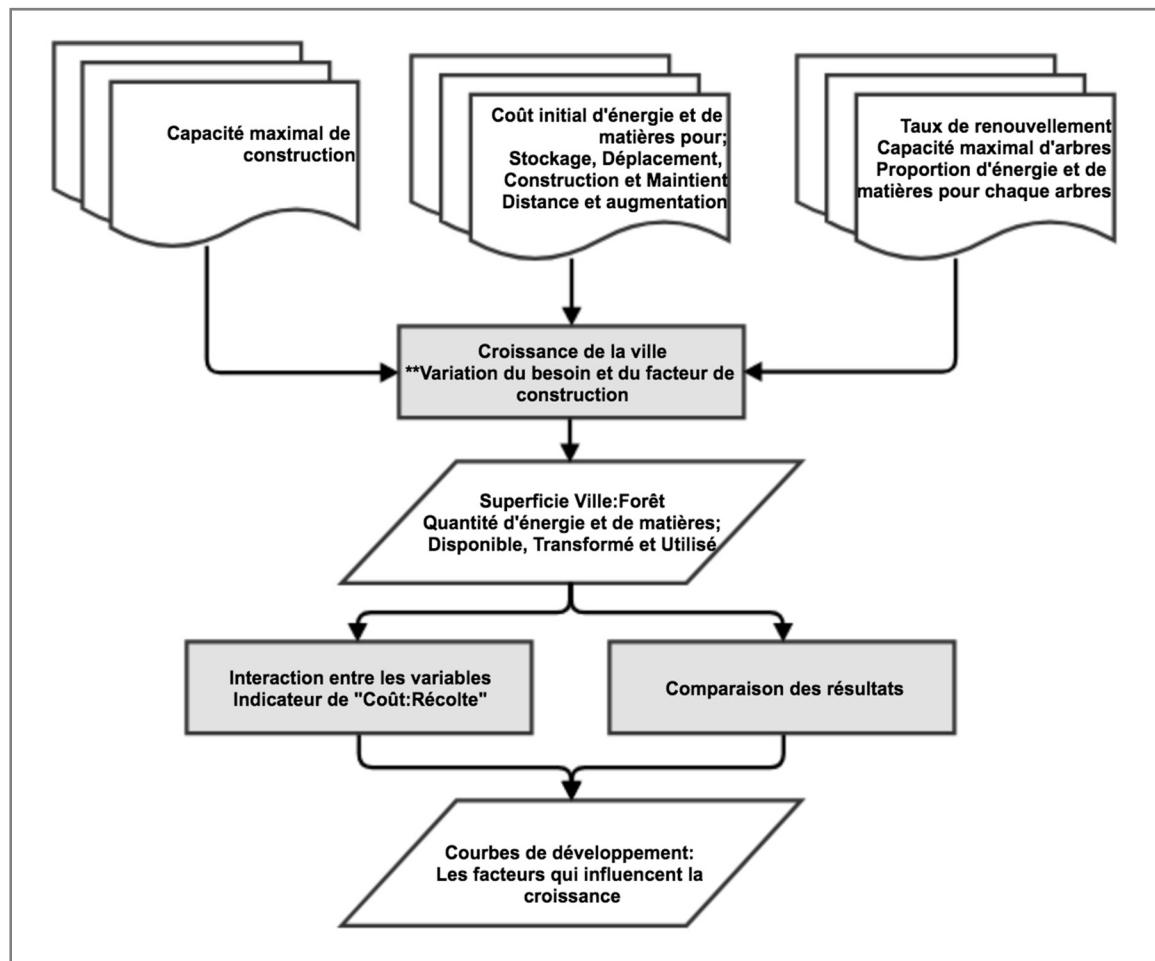 Capacité maximal de
construction
Coût initial d'énergie et de
matières pour;
Stockage, Déplacement,
Construction et Maintient
Distance et augmentation
Taux de renouvellement
Capacité maximal d'arbres
Proportion d'énergie et de
matières pour chaque arbres
Croissance de la ville
**Variation du besoin et du facteur de
construction
Superficie Ville:Forêt
Quantité d'énergie et de matières;
Disponible, Transformé et Utilisé
Interaction entre les variables
Indicateur de "Coût:Récolte"
Comparaison des résultats
Courbes de développement:
Les facteurs qui influencent la
croissance